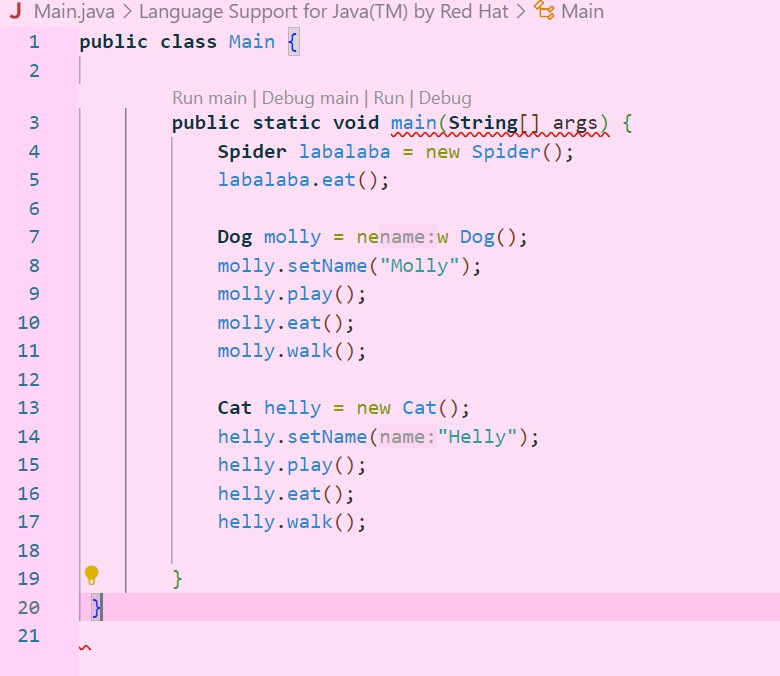 J Main.java > Language Support for Java(TM) by Red Hat > Main
1 public class Main {
2
Run main | Debug main | Run | Debug
3 public static void main(String[] args) {
4 Spider labalaba = new Spider();
5 labalaba.eat();
6
7 Dog molly = nename:w Dog();
8 molly.setName("Molly");
9 molly.play();
10 molly.eat();
11 molly.walk();
12
13 Cat helly = new Cat();
14 helly.setName(name:"Helly");
15 helly.play();
16 helly.eat();
17 helly.walk();
18
19 }
20 }
21